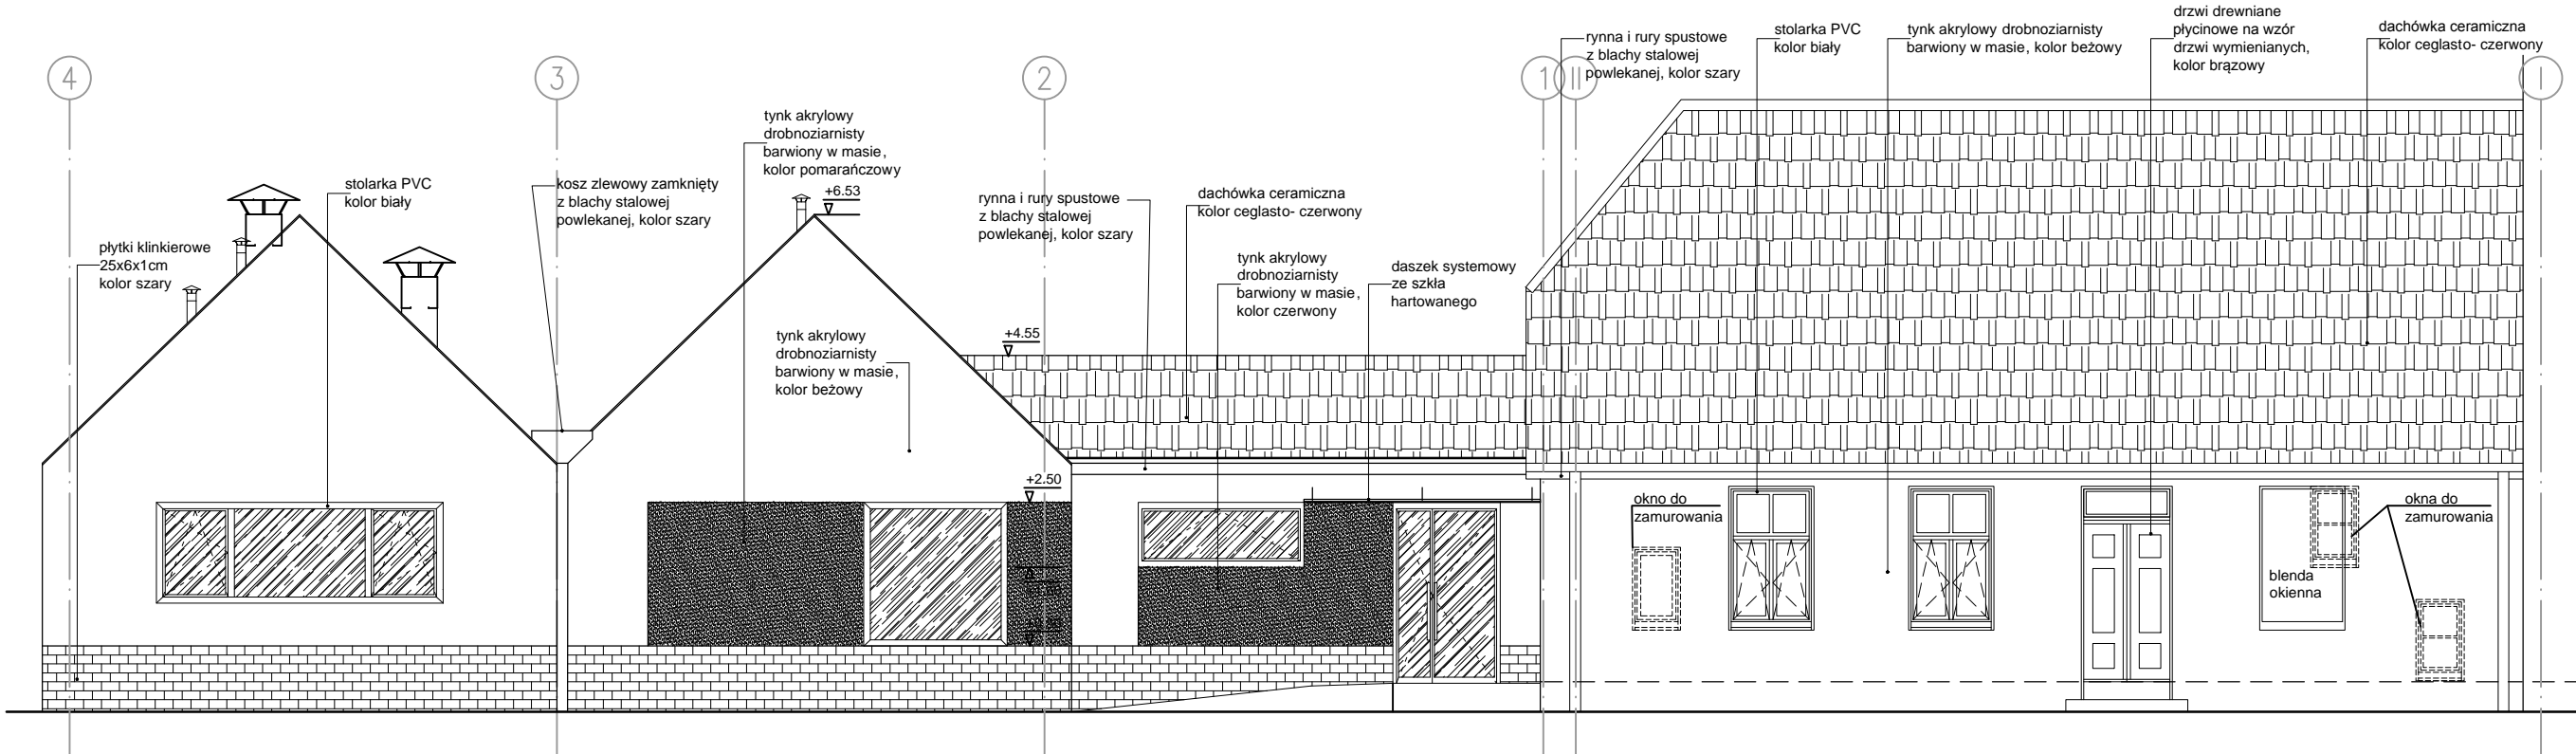 4
3
2
1
II
I
płytki klinkierowe
25x6x1cm
kolor szary
stolarka PVC
kolor biały
kosz zlewowy zamknięty
z blachy stalowej
powlekanej, kolor szary
tynk akrylowy
drobnoziarnisty
barwiony w masie,
kolor pomarańczowy
+6.53
tynk akrylowy
drobnoziarnisty
barwiony w masie,
kolor beżowy
rynna i rury spustowe
z blachy stalowej
powlekanej, kolor szary
+4.55
+2.50
dachówka ceramiczna
kolor ceglasto- czerwony
tynk akrylowy
drobnoziarnisty
barwiony w masie,
kolor czerwony
daszek systemowy
ze szkła
hartowanego
rynna i rury spustowe
z blachy stalowej
powlekanej, kolor szary
stolarka PVC
kolor biały
tynk akrylowy drobnoziarnisty
barwiony w masie, kolor beżowy
drzwi drewniane
płycinowe na wzór
drzwi wymienianych,
kolor brązowy
dachówka ceramiczna
kolor ceglasto- czerwony
okno do
zamurowania
blenda
okienna
okna do
zamurowania